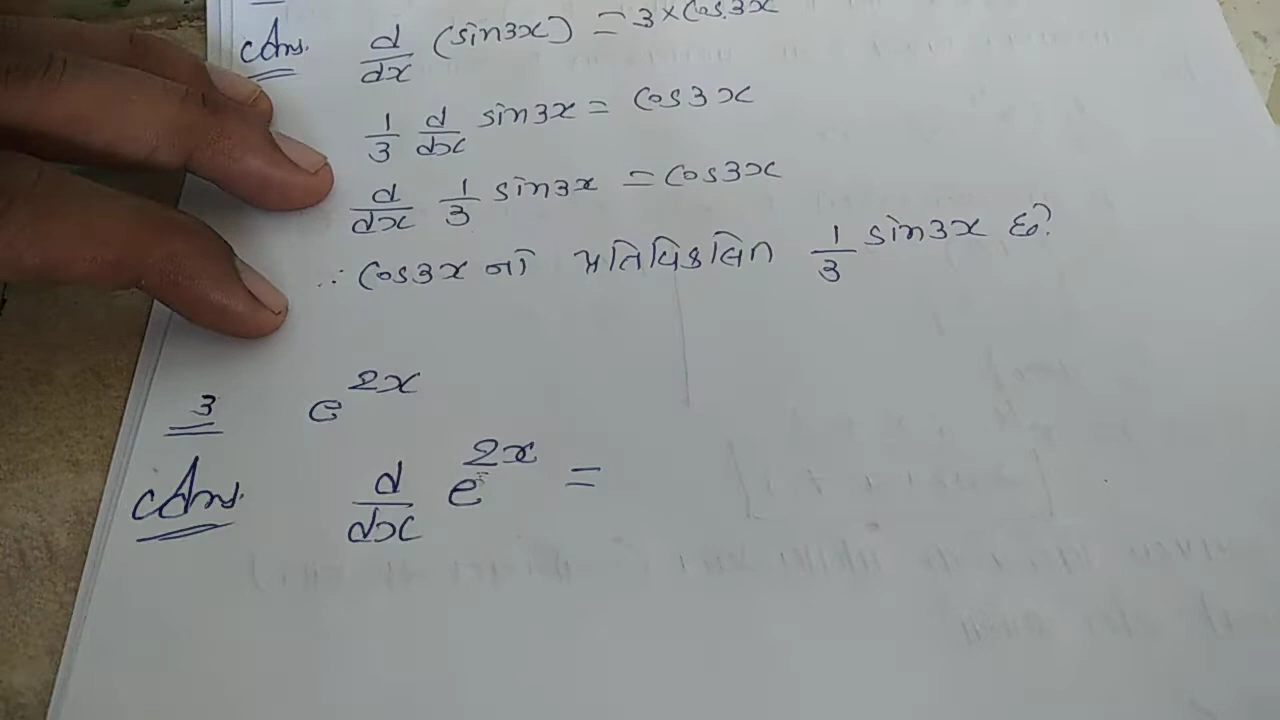 Ans. d/dx (sin3x) = 3×Cos3x
1/3 d/dx sin3x = Cos3x
d/dx 1/3 sin3x = Cos3x
∴ Cos3x નો પ્રતિવિકલિત 1/3 sin3x છે?
3 e^2x
Ans. d/dx e^2x =